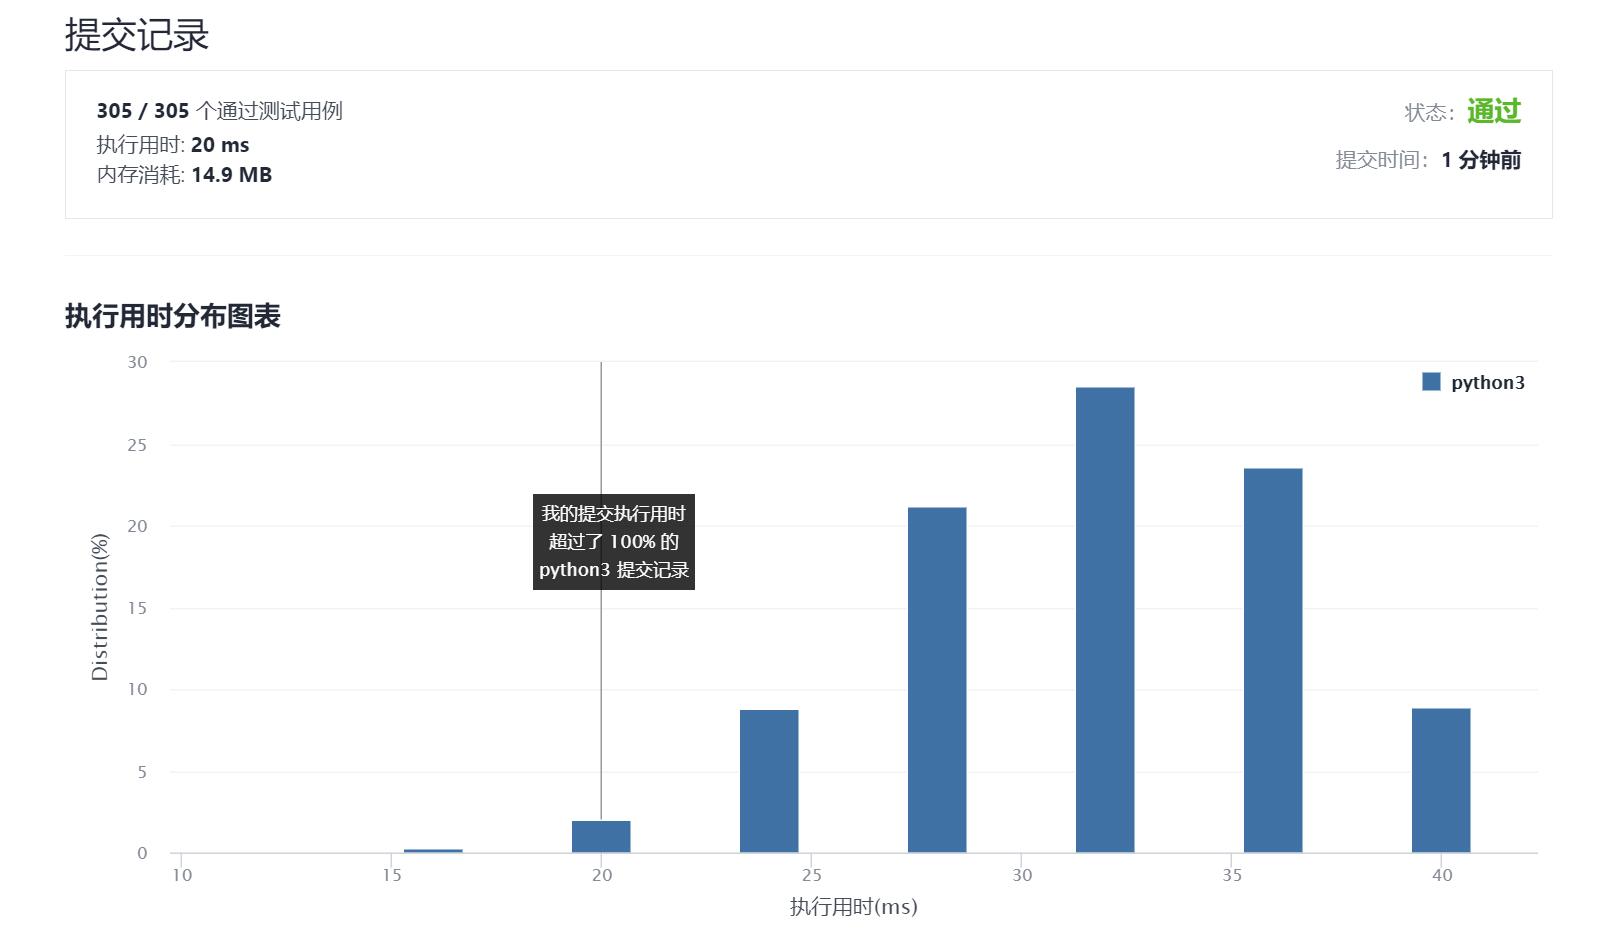 提交记录
305 / 305 个通过测试用例
状态：通过
执行用时: 20 ms
提交时间：1 分钟前
内存消耗: 14.9 MB
执行用时分布图表
30
25
20
15
10
5
0
Distribution(%)
python3
我的提交执行用时
超过了 100% 的
python3 提交记录
10 15 20 25 30 35 40
执行用时(ms)